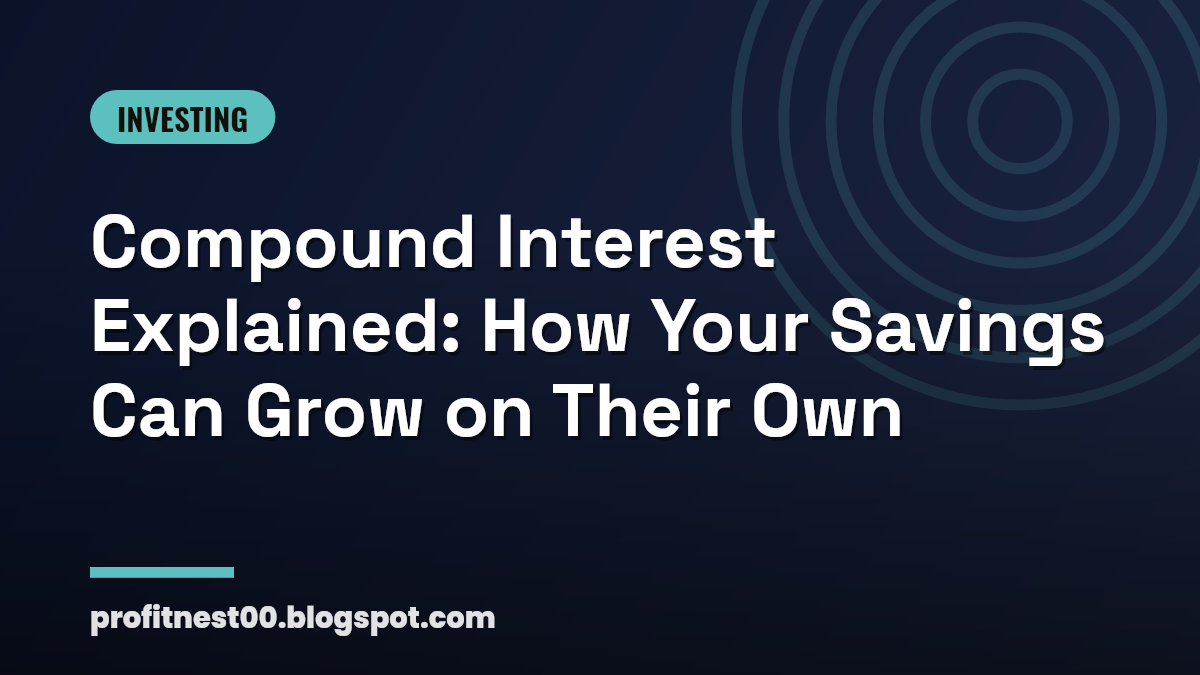 INVESTING
Compound Interest
Explained: How Your Savings
Can Grow on Their Own
profitnest00.blogspot.com